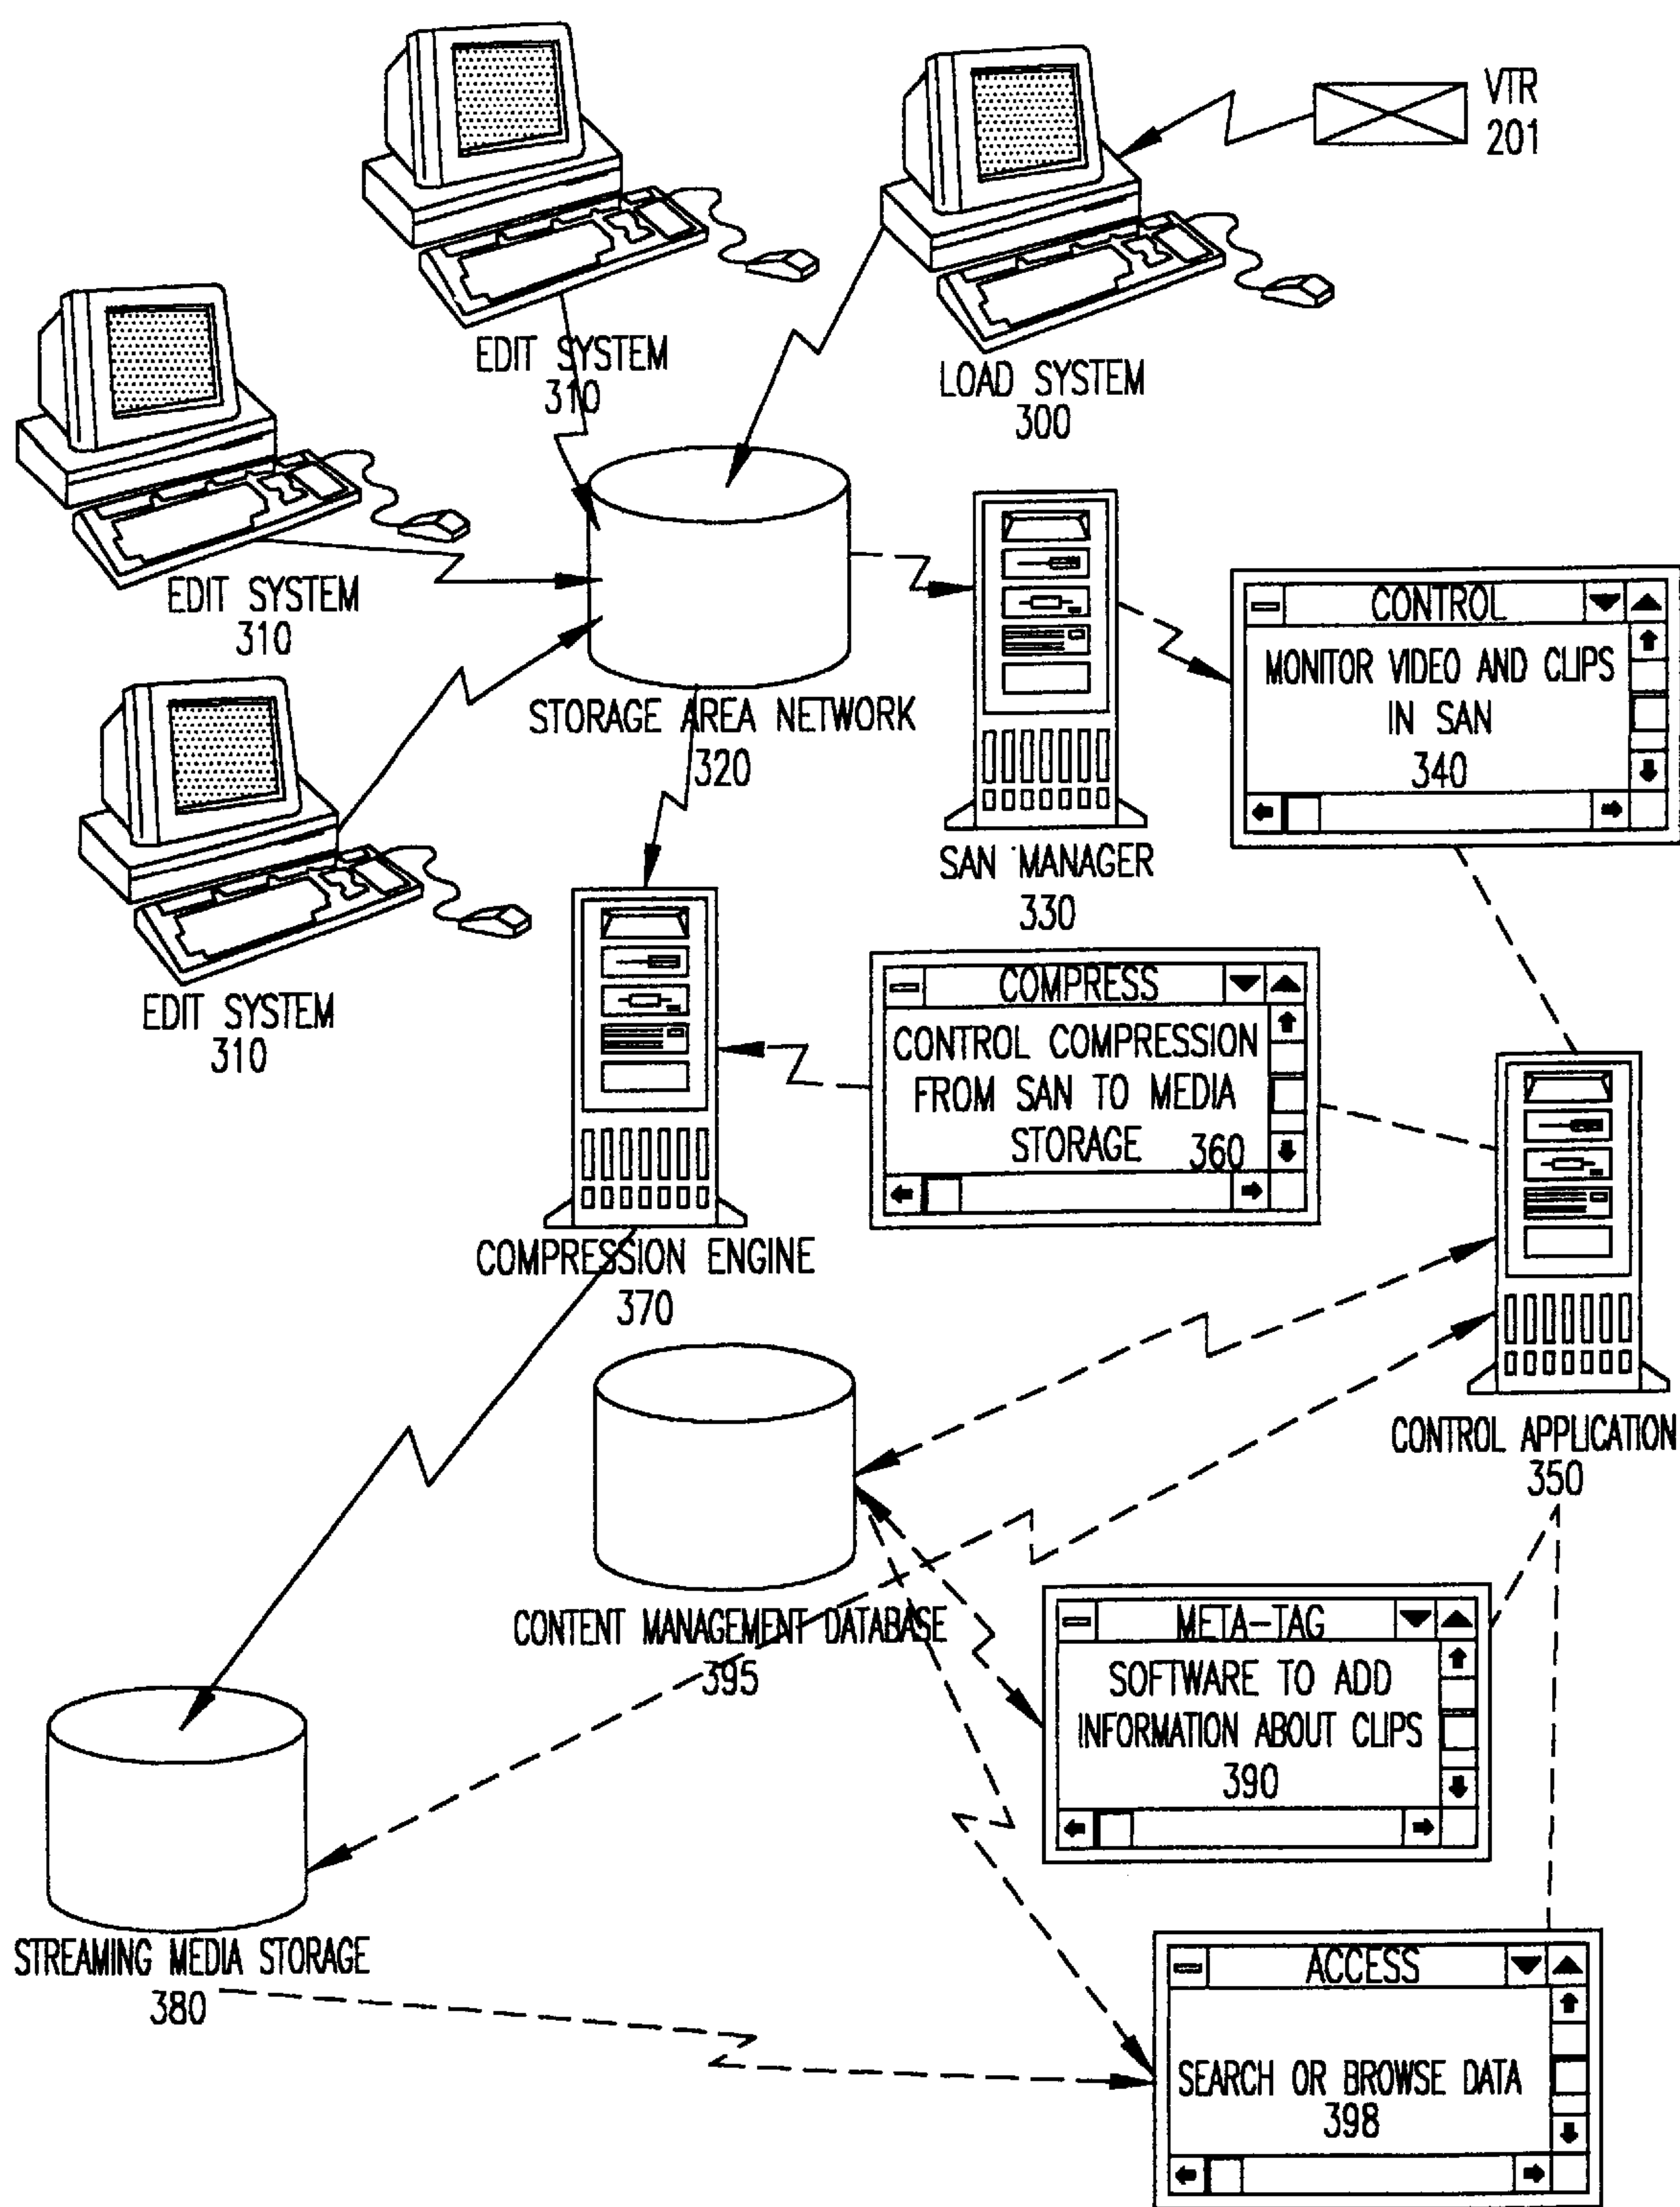 VTR
201
EDIT SYSTEM
310
LOAD SYSTEM
300
EDIT SYSTEM
310
STORAGE AREA NETWORK
320
CONTROL
MONITOR VIDEO AND CLIPS
IN SAN
340
SAN MANAGER
330
EDIT SYSTEM
310
COMPRESS
CONTROL COMPRESSION
FROM SAN TO MEDIA
STORAGE 360
COMPRESSION ENGINE
370
CONTROL APPLICATION
350
CONTENT MANAGEMENT DATABASE
395
META-TAG
SOFTWARE TO ADD
INFORMATION ABOUT CLIPS
390
STREAMING MEDIA STORAGE
380
ACCESS
SEARCH OR BROWSE DATA
398